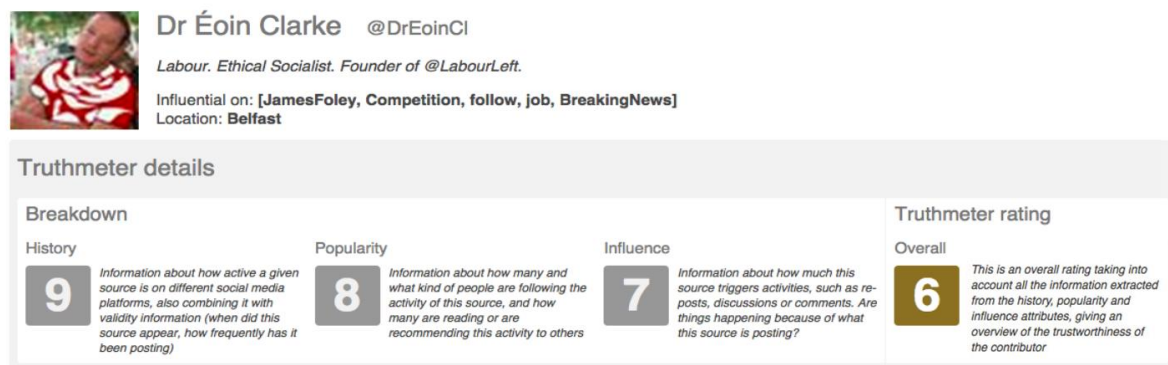 Dr Éoin Clarke @DrEoinCl
Labour. Ethical Socialist. Founder of @LabourLeft.
Influential on: [JamesFoley, Competition, follow, job, BreakingNews]
Location: Belfast
Truthmeter details
Breakdown
History
9
Information about how active a given
source is on different social media
platforms, also combining it with
validity information (when did this
source appear, how frequently has it
been posting)
Popularity
8
Information about how many and
what kind of people are following the
activity of this source, and how
many are reading or are
recommending this activity to others
Influence
7
Information about how much this
source triggers activities, such as re-
posts, discussions or comments. Are
things happening because of what
this source is posting?
Truthmeter rating
Overall
6
This is an overall rating taking into
account all the information extracted
from the history, popularity and
influence attributes, giving an
overview of the trustworthiness of
the contributor